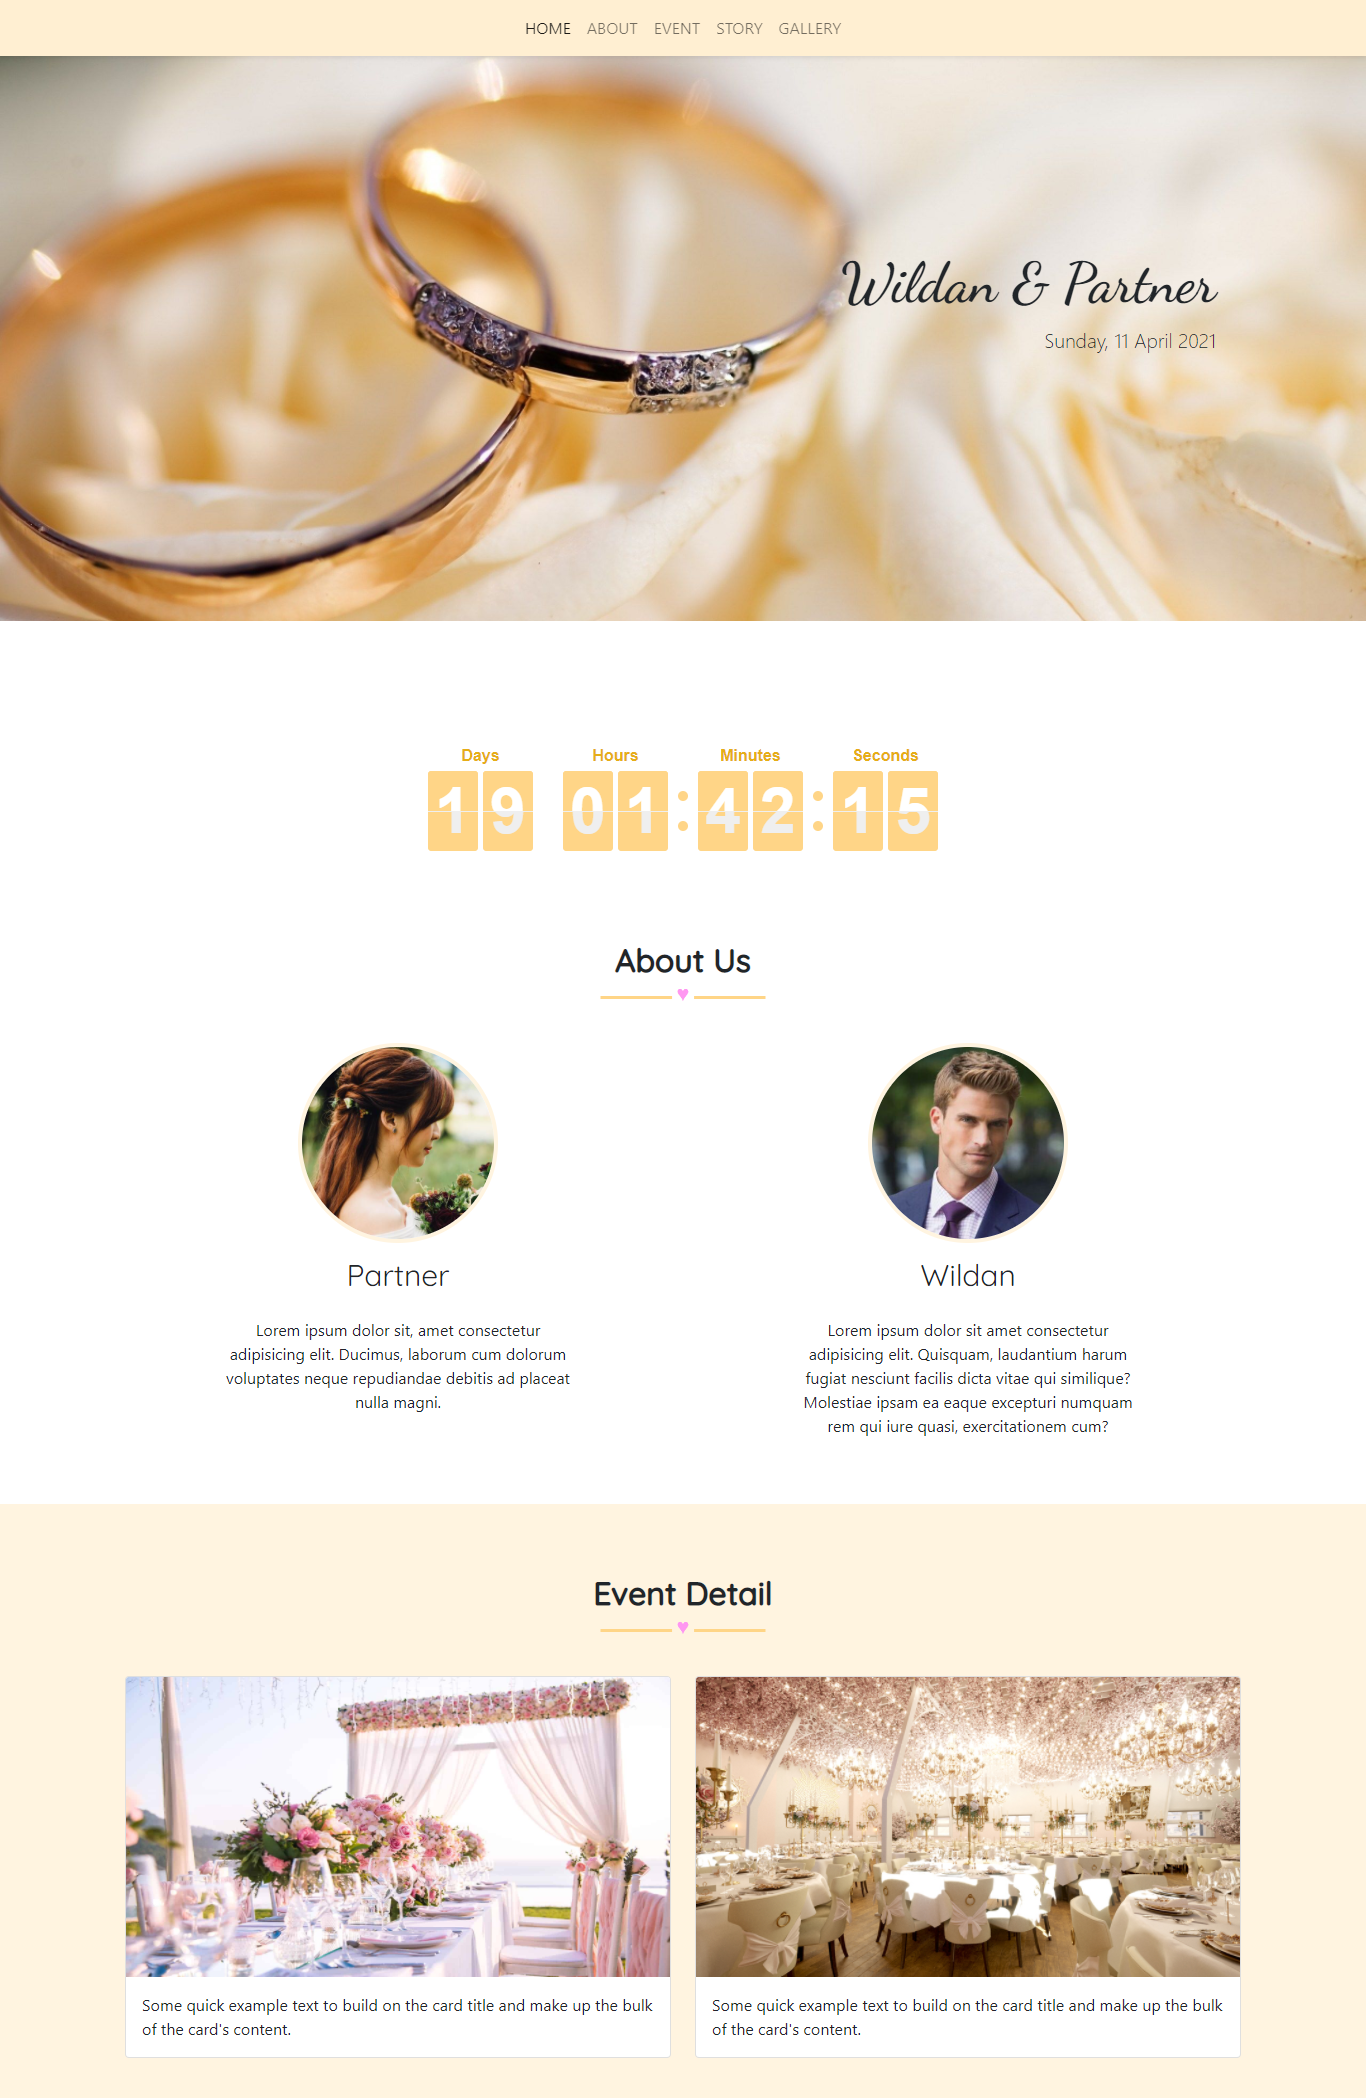 HOME ABOUT EVENT STORY GALLERY
Wildan & Partner
Sunday, 11 April 2021
Days Hours Minutes Seconds
19 01:42:15
About Us
♥
Partner
Lorem ipsum dolor sit, amet consectetur
adipisicing elit. Ducimus, laborum cum dolorum
voluptates neque repudiandae debitis ad placeat
nulla magni.
Wildan
Lorem ipsum dolor sit amet consectetur
adipisicing elit. Quisquam, laudantium harum
fugiat nesciunt facilis dicta vitae qui similique?
Molestiae ipsam ea eaque excepturi numquam
rem qui iure quasi, exercitationem cum?
Event Detail
♥
Some quick example text to build on the card title and make up the bulk
of the card's content.
Some quick example text to build on the card title and make up the bulk
of the card's content.